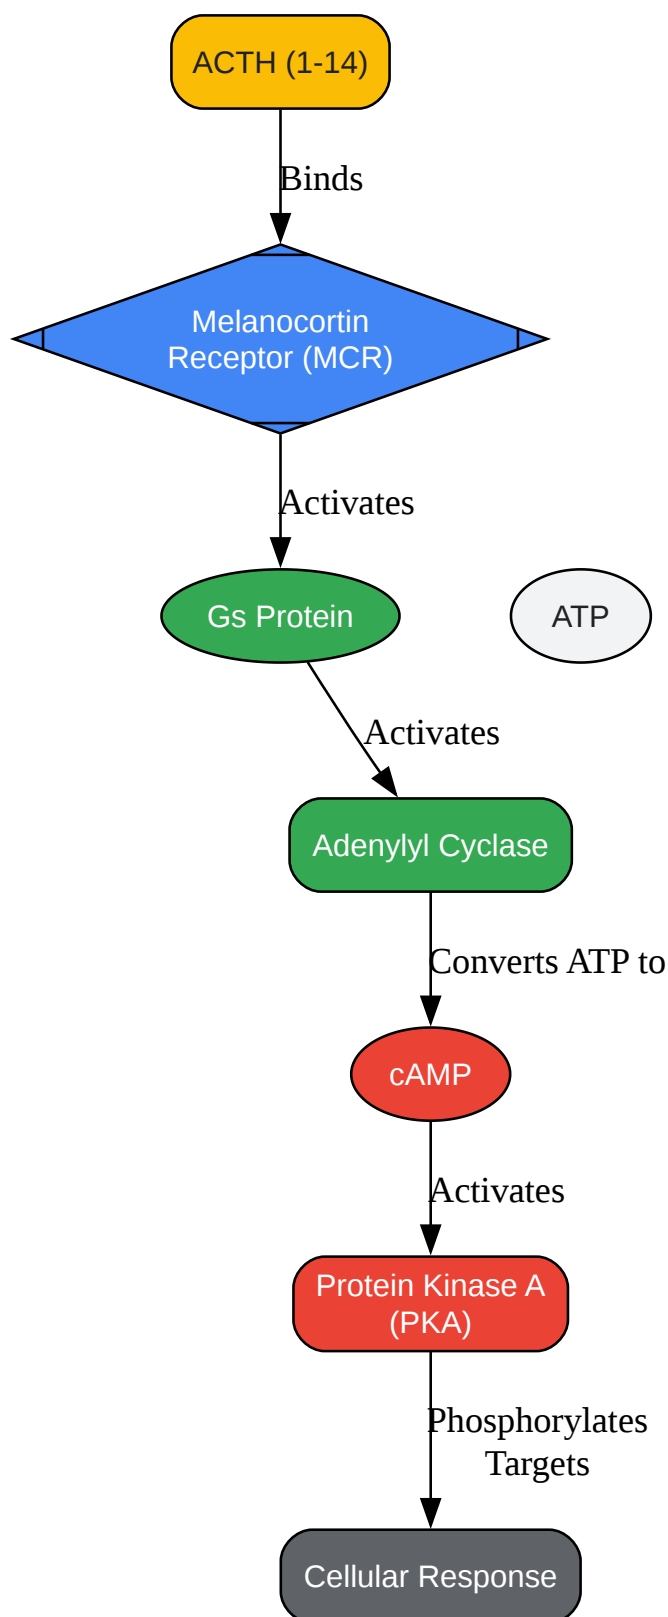 ACTH (1-14)
Binds
Melanocortin
Receptor (MCR)
Activates
Gs Protein
ATP
Activates
Adenylyl Cyclase
Converts ATP to
cAMP
Activates
Protein Kinase A
(PKA)
Phosphorylates
Targets
Cellular Response